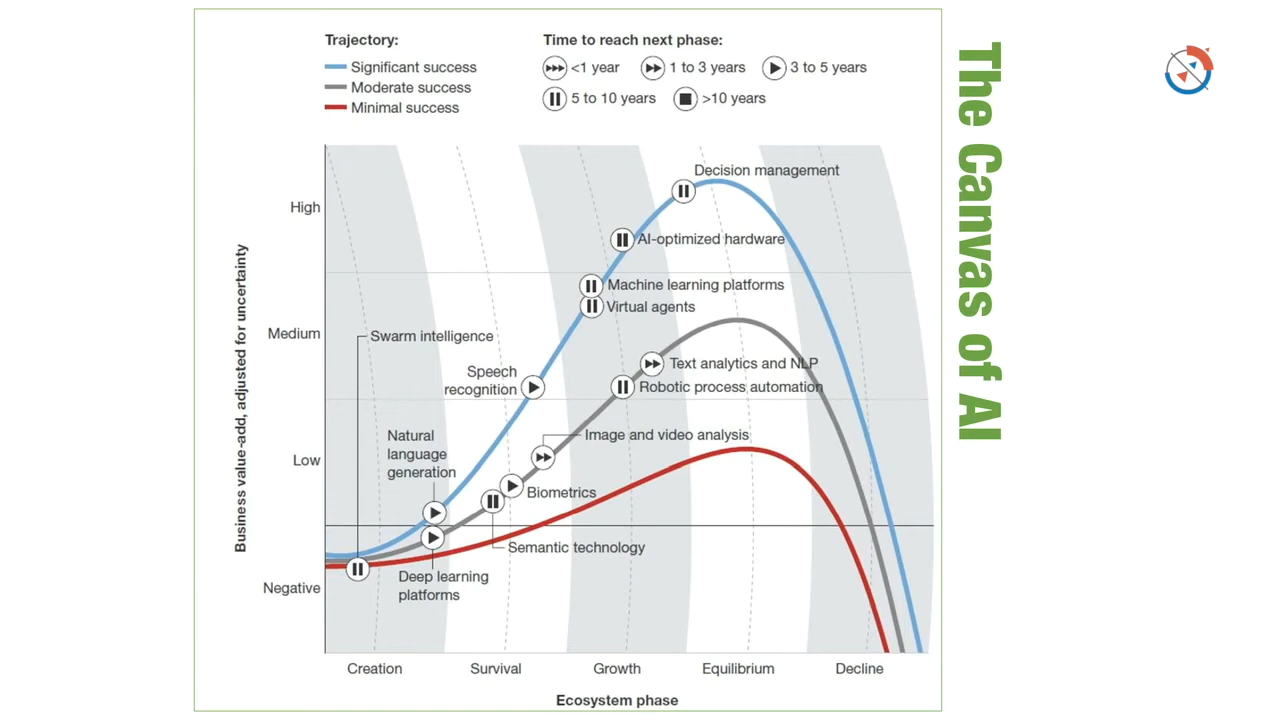 Trajectory:
Significant success
Moderate success
Minimal success
Time to reach next phase:
<1 year
1 to 3 years
3 to 5 years
5 to 10 years
>10 years
The Canvas of AI
Business value-add, adjusted for uncertainty
High
Medium
Low
Negative
Decision management
AI-optimized hardware
Machine learning platforms
Virtual agents
Swarm intelligence
Text analytics and NLP
Speech
recognition
Robotic process automation
Natural
language
generation
Image and video analysis
Biometrics
Semantic technology
Deep learning
platforms
Creation
Survival
Growth
Equilibrium
Decline
Ecosystem phase